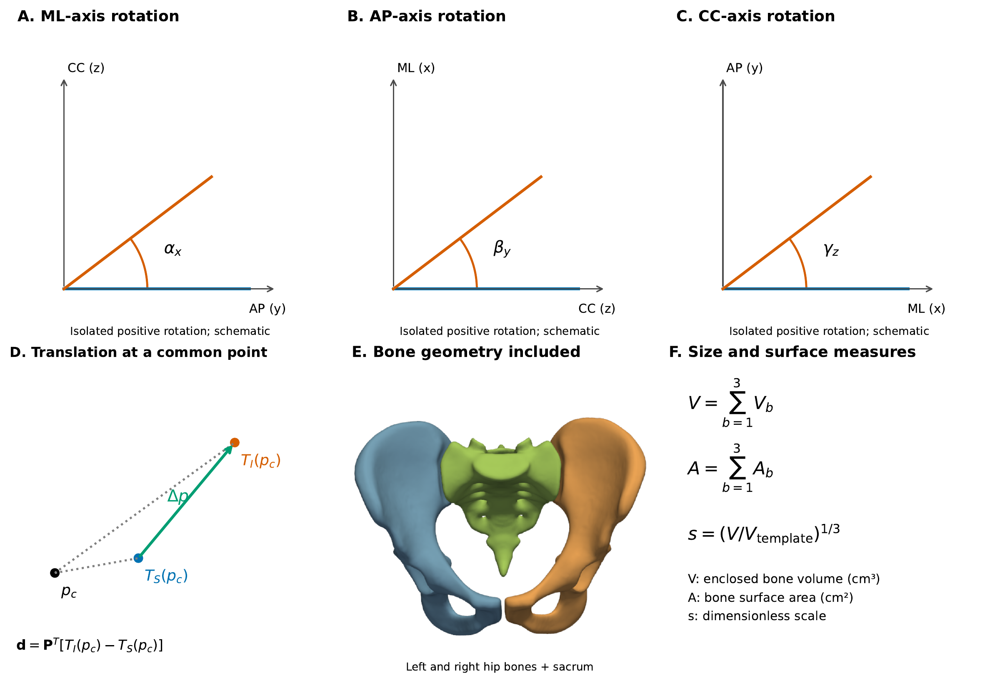 A. ML-axis rotation
CC (z)
αx
AP (y)
Isolated positive rotation; schematic
B. AP-axis rotation
ML (x)
βy
CC (z)
Isolated positive rotation; schematic
C. CC-axis rotation
AP (y)
γz
ML (x)
Isolated positive rotation; schematic
D. Translation at a common point
T_I(p_c)
Δp
T_S(p_c)
p_c
d = P^T[T_I(p_c) − T_S(p_c)]
E. Bone geometry included
Left and right hip bones + sacrum
F. Size and surface measures
V = ∑_{b=1}^{3} V_b
A = ∑_{b=1}^{3} A_b
s = (V/V_template)^{1/3}
V: enclosed bone volume (cm³)
A: bone surface area (cm²)
s: dimensionless scale